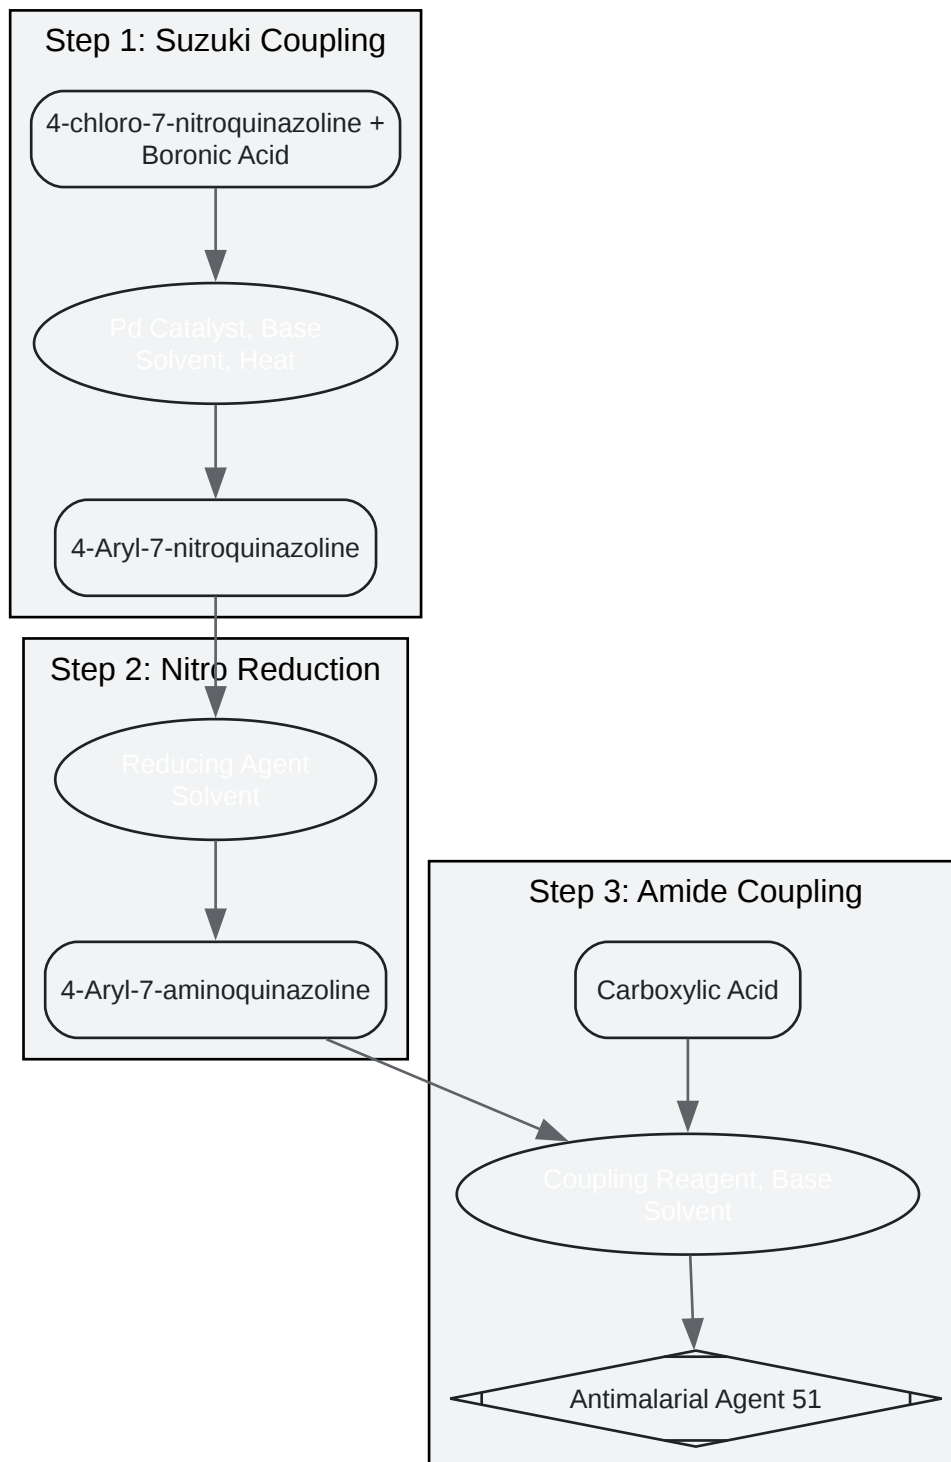 Step 1: Suzuki Coupling
4-chloro-7-nitroquinazoline +
Boronic Acid
Pd Catalyst, Base
Solvent, Heat
4-Aryl-7-nitroquinazoline
Step 2: Nitro Reduction
Reducing Agent
Solvent
4-Aryl-7-aminoquinazoline
Step 3: Amide Coupling
Carboxylic Acid
Coupling Reagent, Base
Solvent
Antimalarial Agent 51